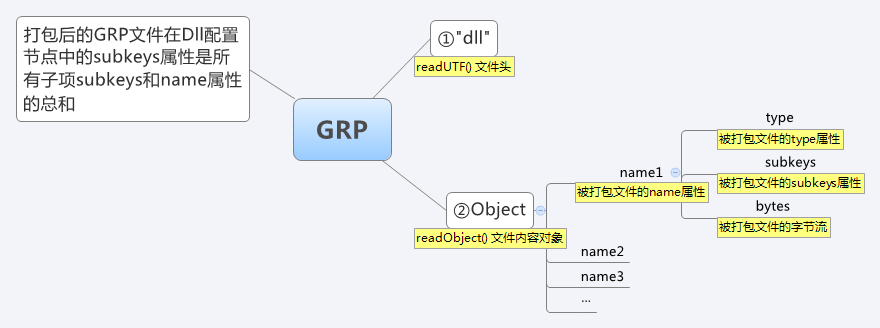 打包后的GRP文件在Dll配置
节点中的subkeys属性是所
有子项subkeys和name属性
的总和
GRP
①"dll"
readUTF() 文件头
②Object
readObject() 文件内容对象
name1
被打包文件的name属性
type
被打包文件的type属性
subkeys
被打包文件的subkeys属性
bytes
被打包文件的字节流
name2
name3
...